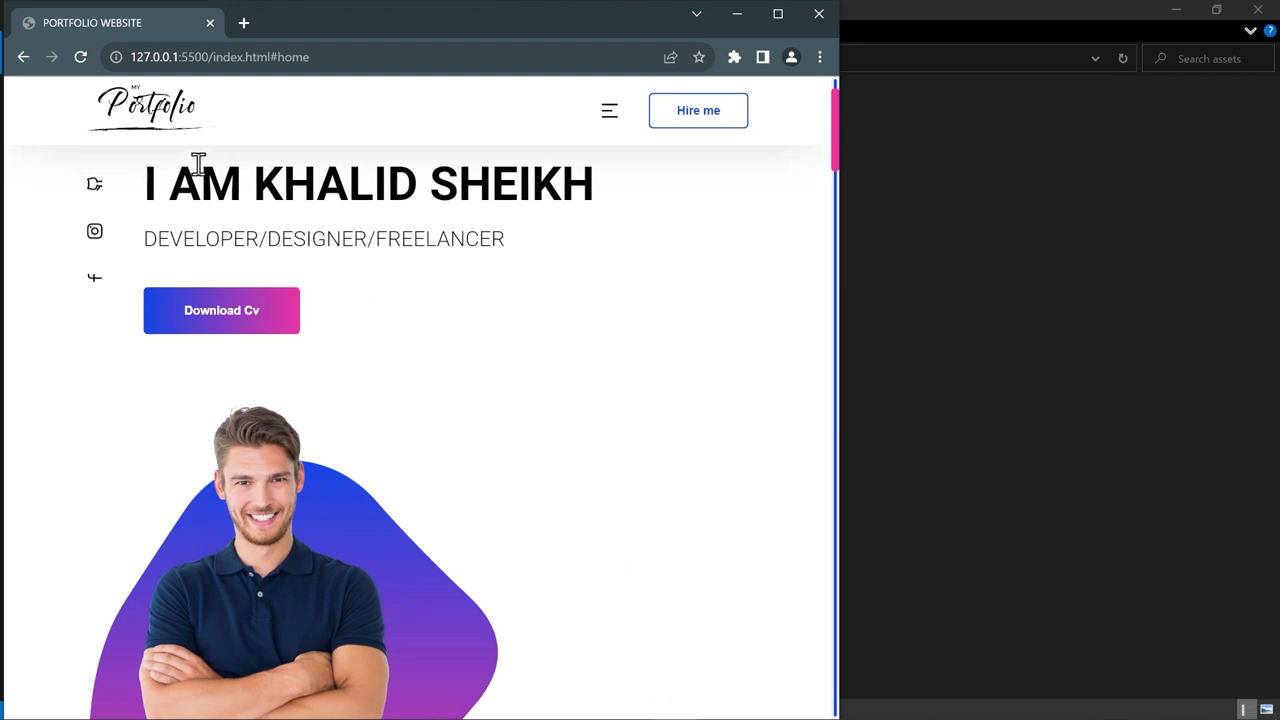 PORTFOLIO WEBSITE
127.0.0.1:5500/index.html#home
Search assets
MY
Portfolio
Hire me
I AM KHALID SHEIKH
DEVELOPER/DESIGNER/FREELANCER
Download Cv